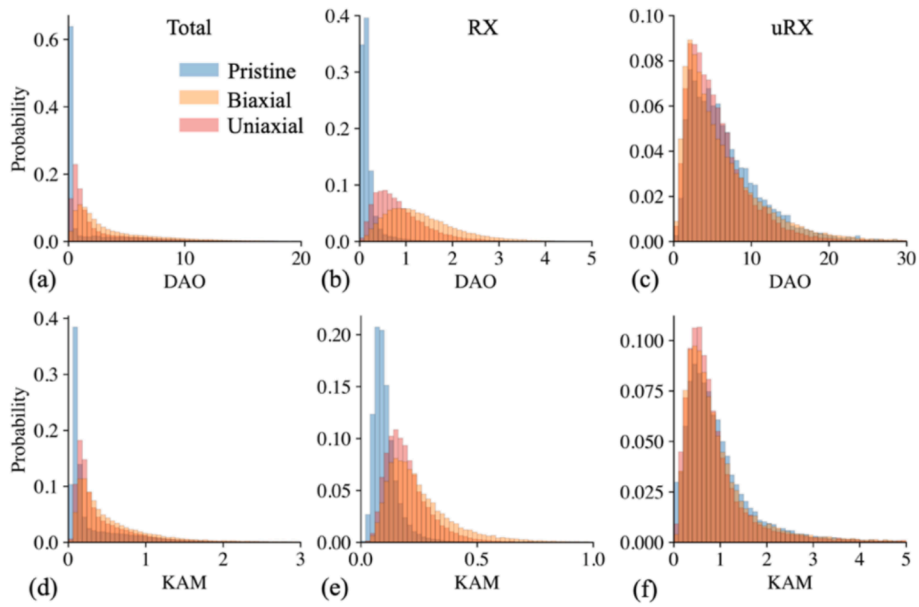 Total
RX
uRX
Pristine
Biaxial
Uniaxial
Probability
0.6
0.4
0.2
0.0
0
10
20
DAO
(a)
0.4
0.3
0.2
0.1
0.0
0
1
2
3
4
5
DAO
(b)
0.10
0.08
0.06
0.04
0.02
0.00
0
10
20
30
DAO
(c)
Probability
0.4
0.3
0.2
0.1
0.0
0
1
2
3
KAM
(d)
0.20
0.15
0.10
0.05
0.00
0.0
0.5
1.0
KAM
(e)
0.100
0.075
0.050
0.025
0.000
0
1
2
3
4
5
KAM
(f)